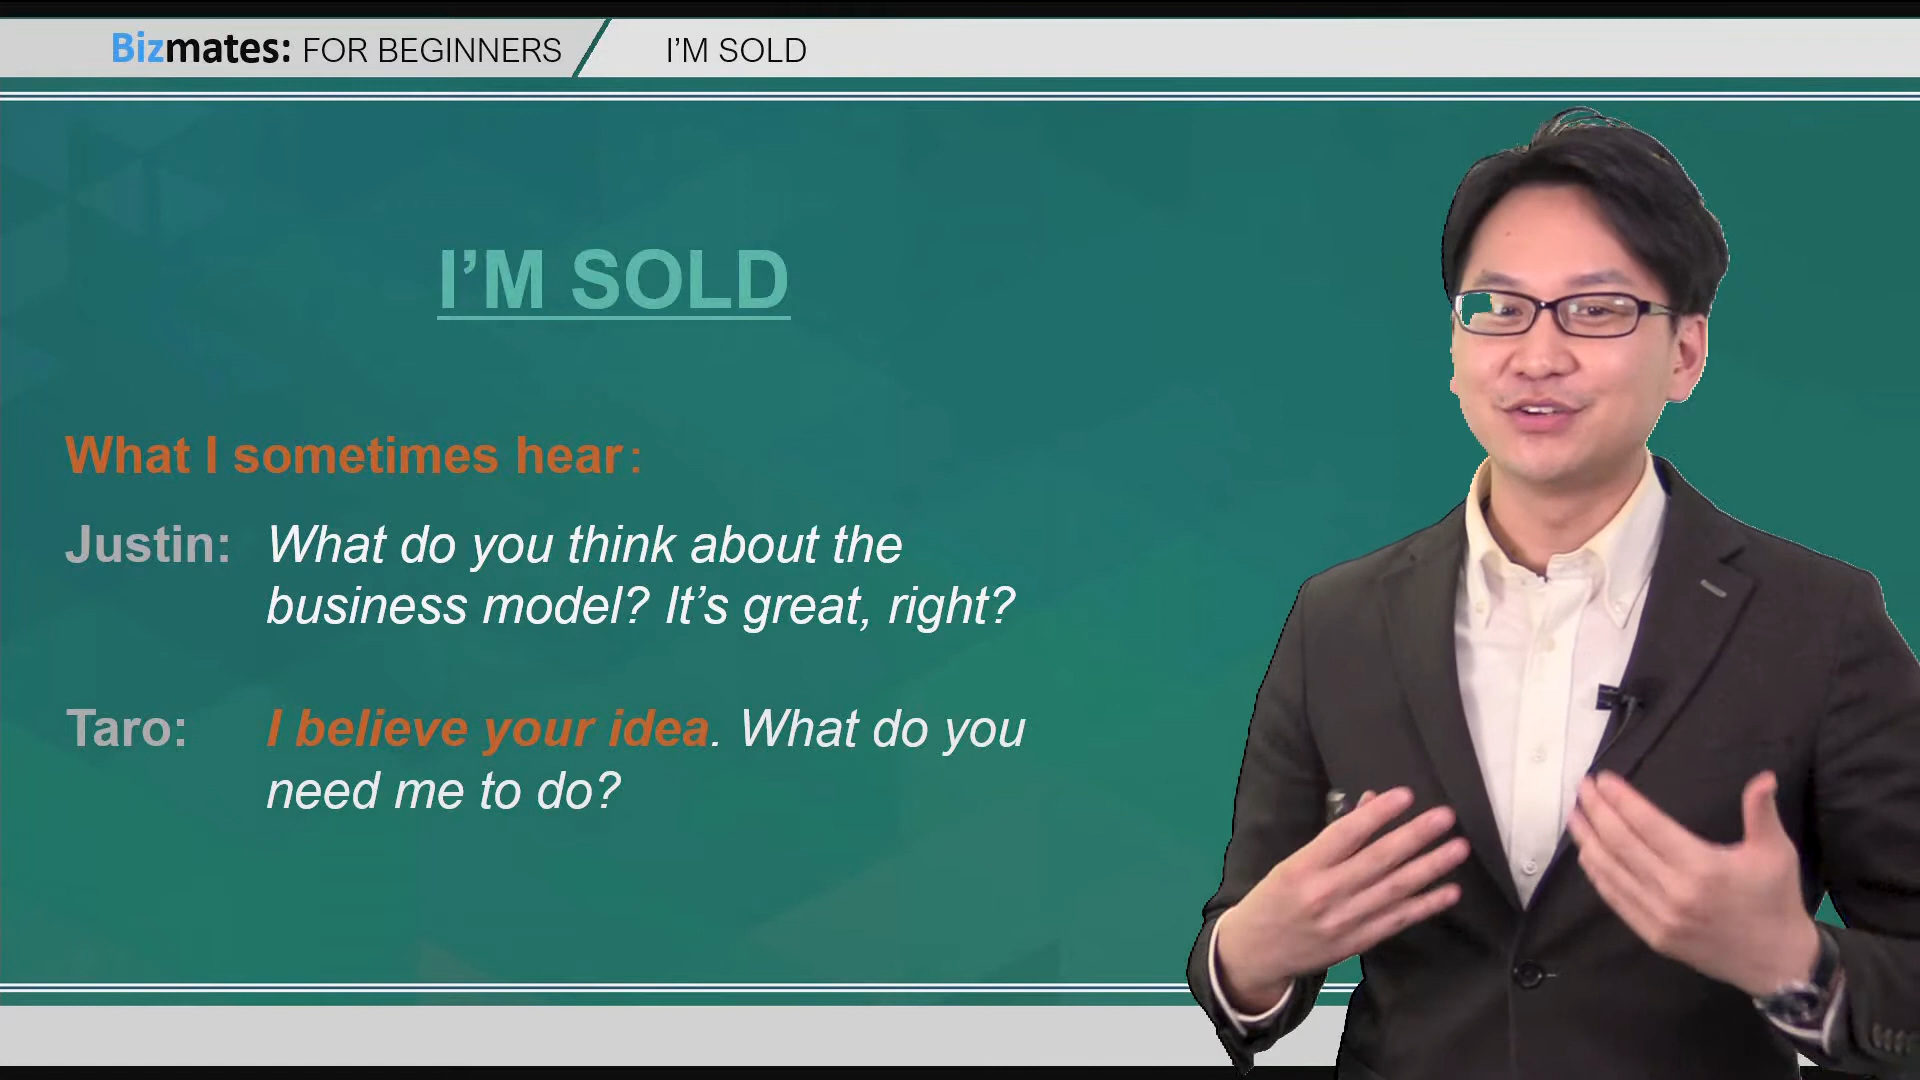 Bizmates: FOR BEGINNERS I'M SOLD
I'M SOLD
What I sometimes hear:
Justin: What do you think about the
business model? It's great, right?
Taro: I believe your idea. What do you
need me to do?